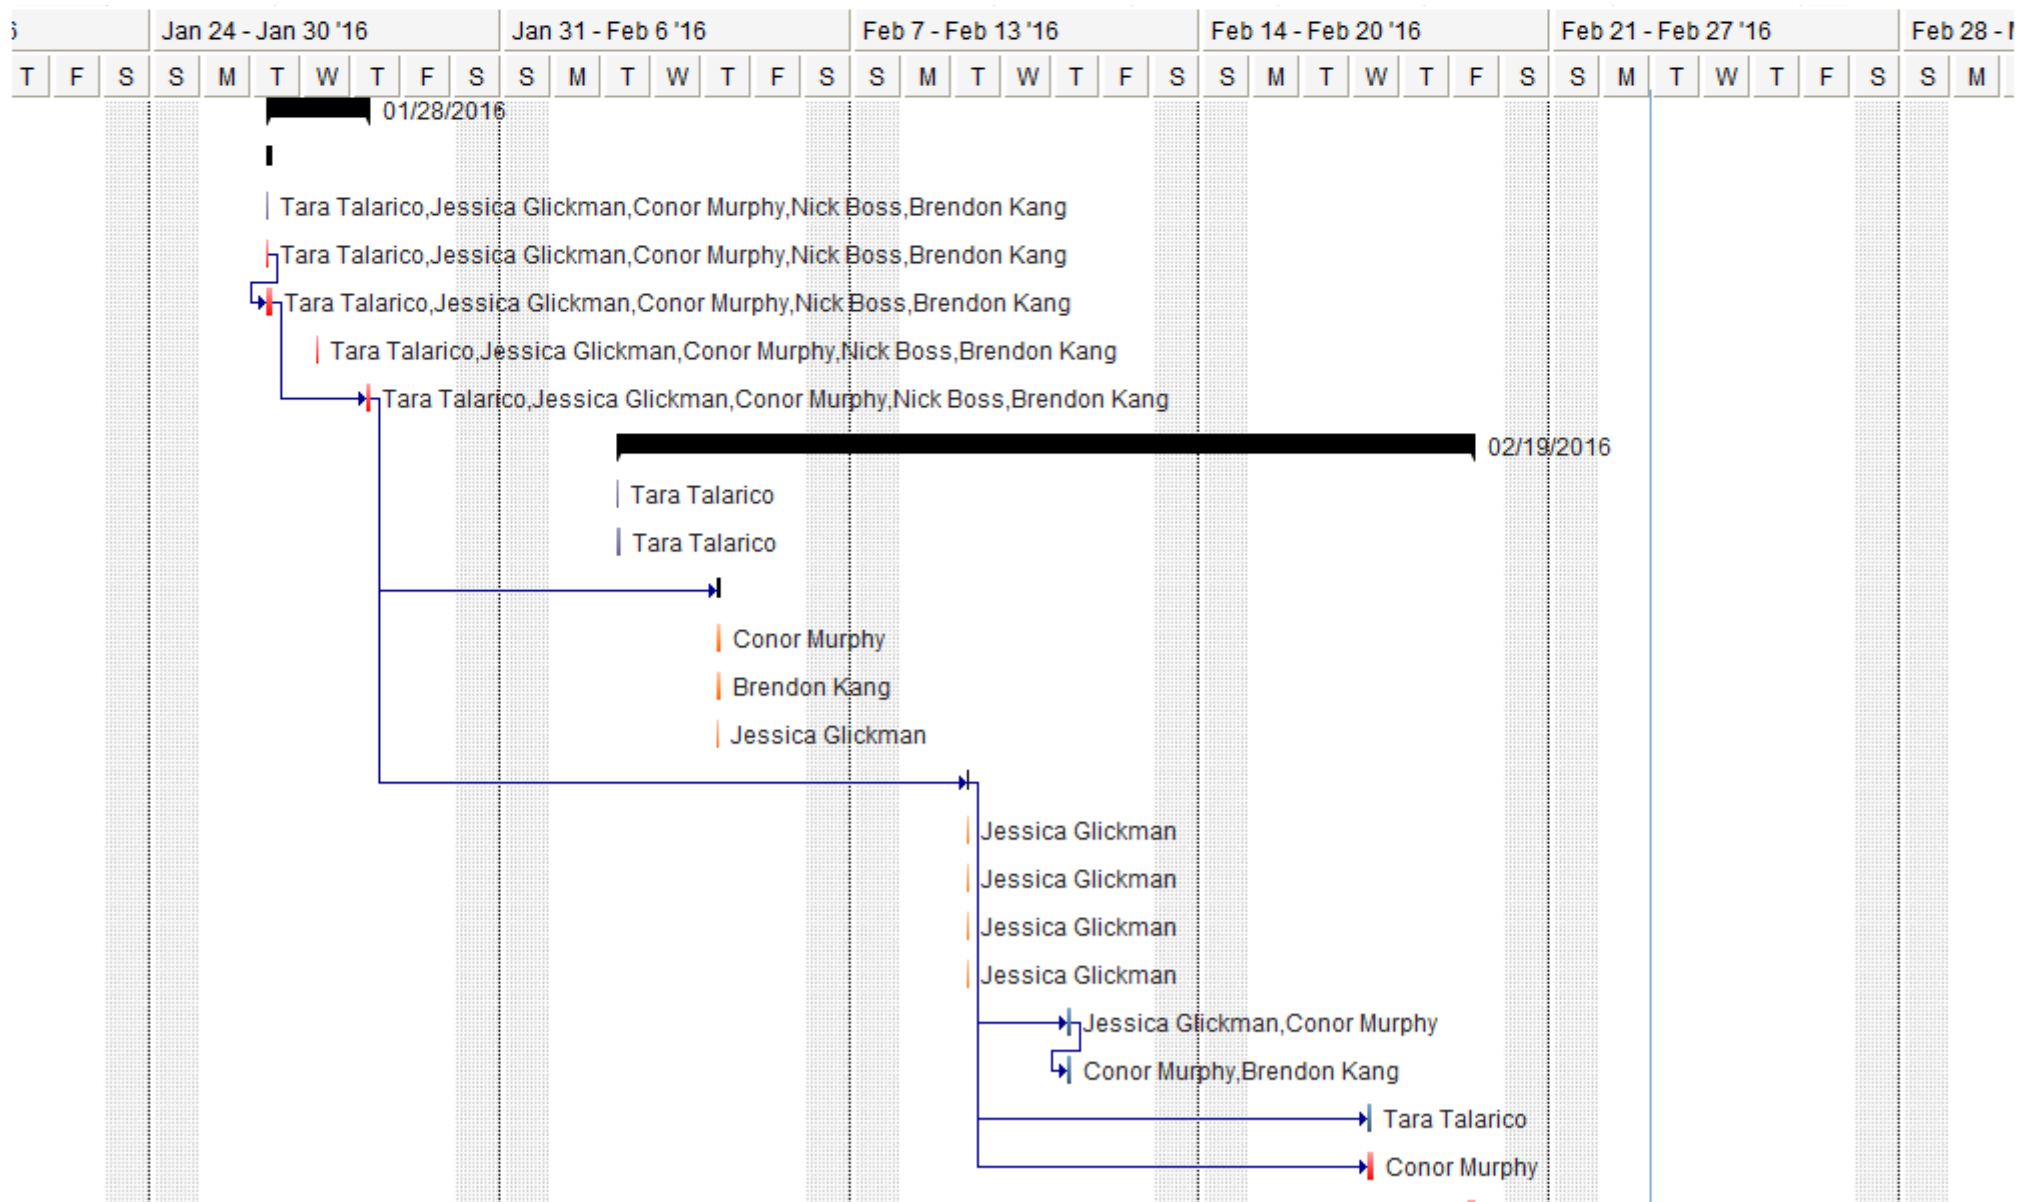 6 Jan 24 - Jan 30 '16 Jan 31 - Feb 6 '16 Feb 7 - Feb 13 '16 Feb 14 - Feb 20 '16 Feb 21 - Feb 27 '16 Feb 28 -
T F S S M T W T F S S M T W T F S S M T W T F S S M T W T F S S M T W T F S S M
01/28/2016
Tara Talarico,Jessica Glickman,Conor Murphy,Nick Boss,Brendon Kang
Tara Talarico,Jessica Glickman,Conor Murphy,Nick Boss,Brendon Kang
Tara Talarico,Jessica Glickman,Conor Murphy,Nick Boss,Brendon Kang
Tara Talarico,Jessica Glickman,Conor Murphy,Nick Boss,Brendon Kang
Tara Talarico,Jessica Glickman,Conor Murphy,Nick Boss,Brendon Kang
02/19/2016
Tara Talarico
Tara Talarico
Conor Murphy
Brendon Kang
Jessica Glickman
Jessica Glickman
Jessica Glickman
Jessica Glickman
Jessica Glickman
Jessica Glickman,Conor Murphy
Conor Murphy,Brendon Kang
Tara Talarico
Conor Murphy